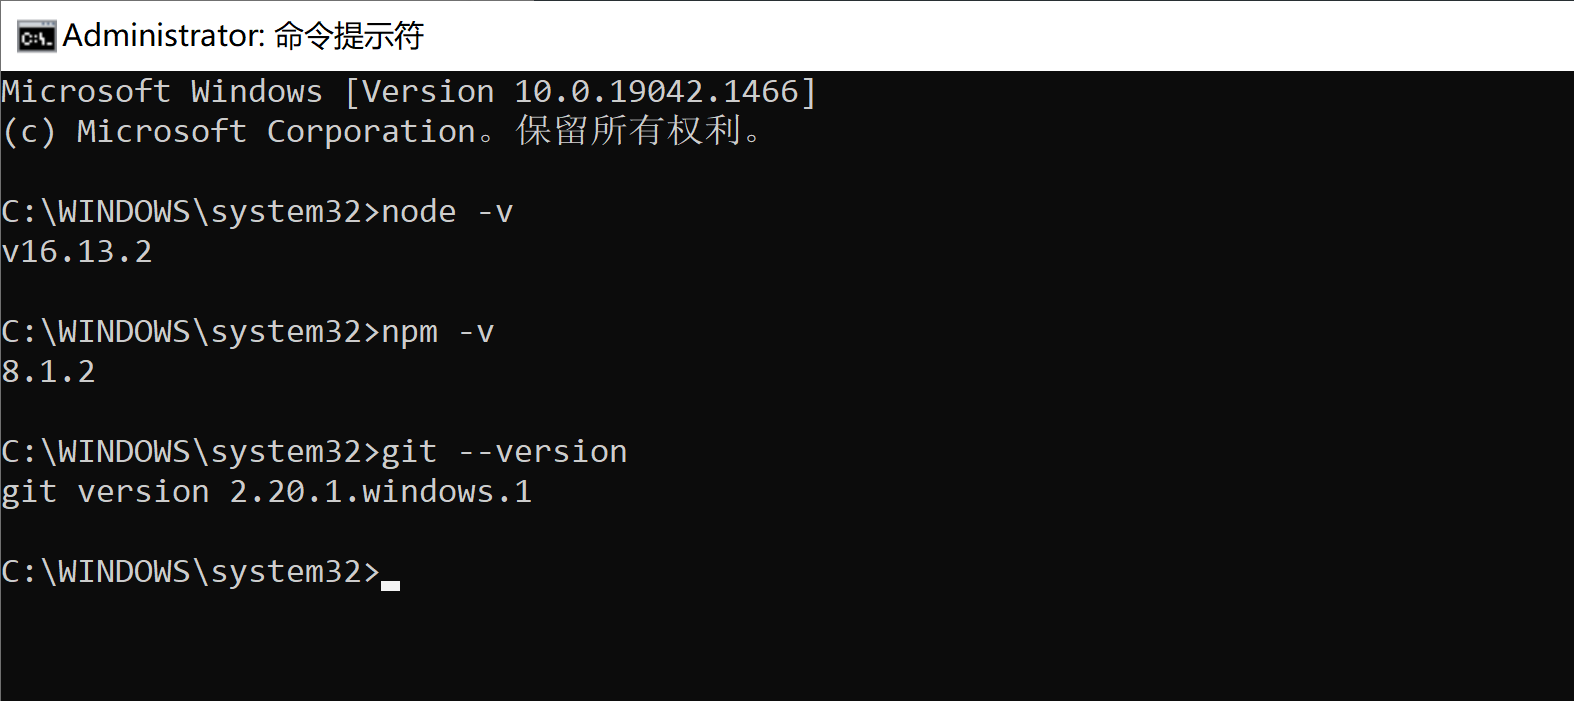 Administrator: 命令提示符
Microsoft Windows [Version 10.0.19042.1466]
(c) Microsoft Corporation。保留所有权利。
C:\WINDOWS\system32>node -v
v16.13.2
C:\WINDOWS\system32>npm -v
8.1.2
C:\WINDOWS\system32>git --version
git version 2.20.1.windows.1
C:\WINDOWS\system32>